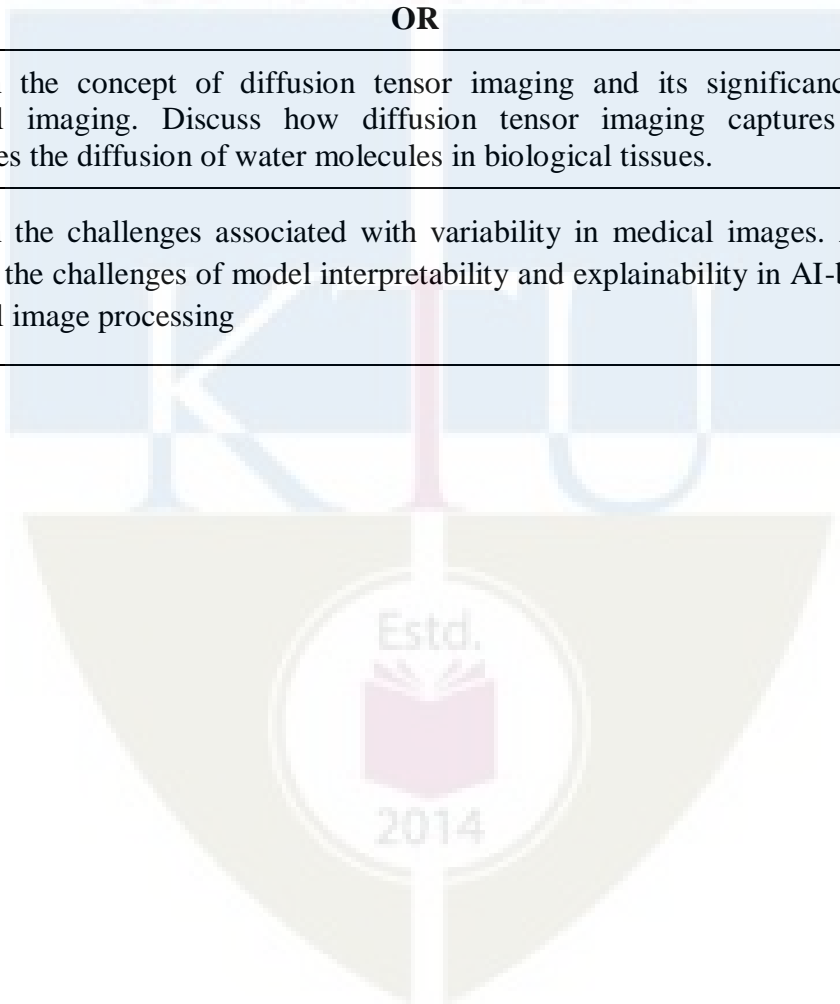 OR
the concept of diffusion tensor imaging and its significanc
l imaging. Discuss how diffusion tensor imaging captures
es the diffusion of water molecules in biological tissues.
the challenges associated with variability in medical images.
the challenges of model interpretability and explainability in AI-b
l image processing
KTU
Estd.
2014